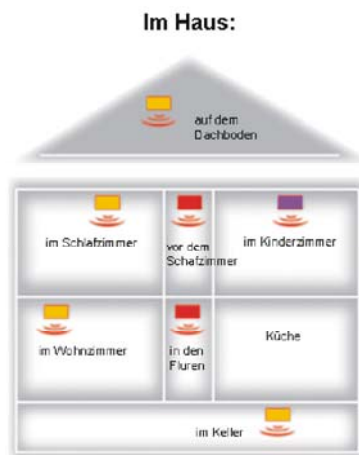 Im Haus:
auf dem
Dachboden
im Schlafzimmer
vor dem
Schafzimmer
im Kinderzimmer
im Wohnzimmer
in den
Fluren
Küche
im Keller